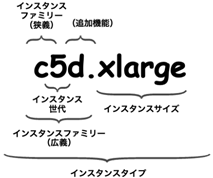 インスタンス
ファミリー
（狭義）
（追加機能）
c5d.xlarge
インスタンス
世代
インスタンスサイズ
インスタンスファミリー
（広義）
インスタンスタイプ